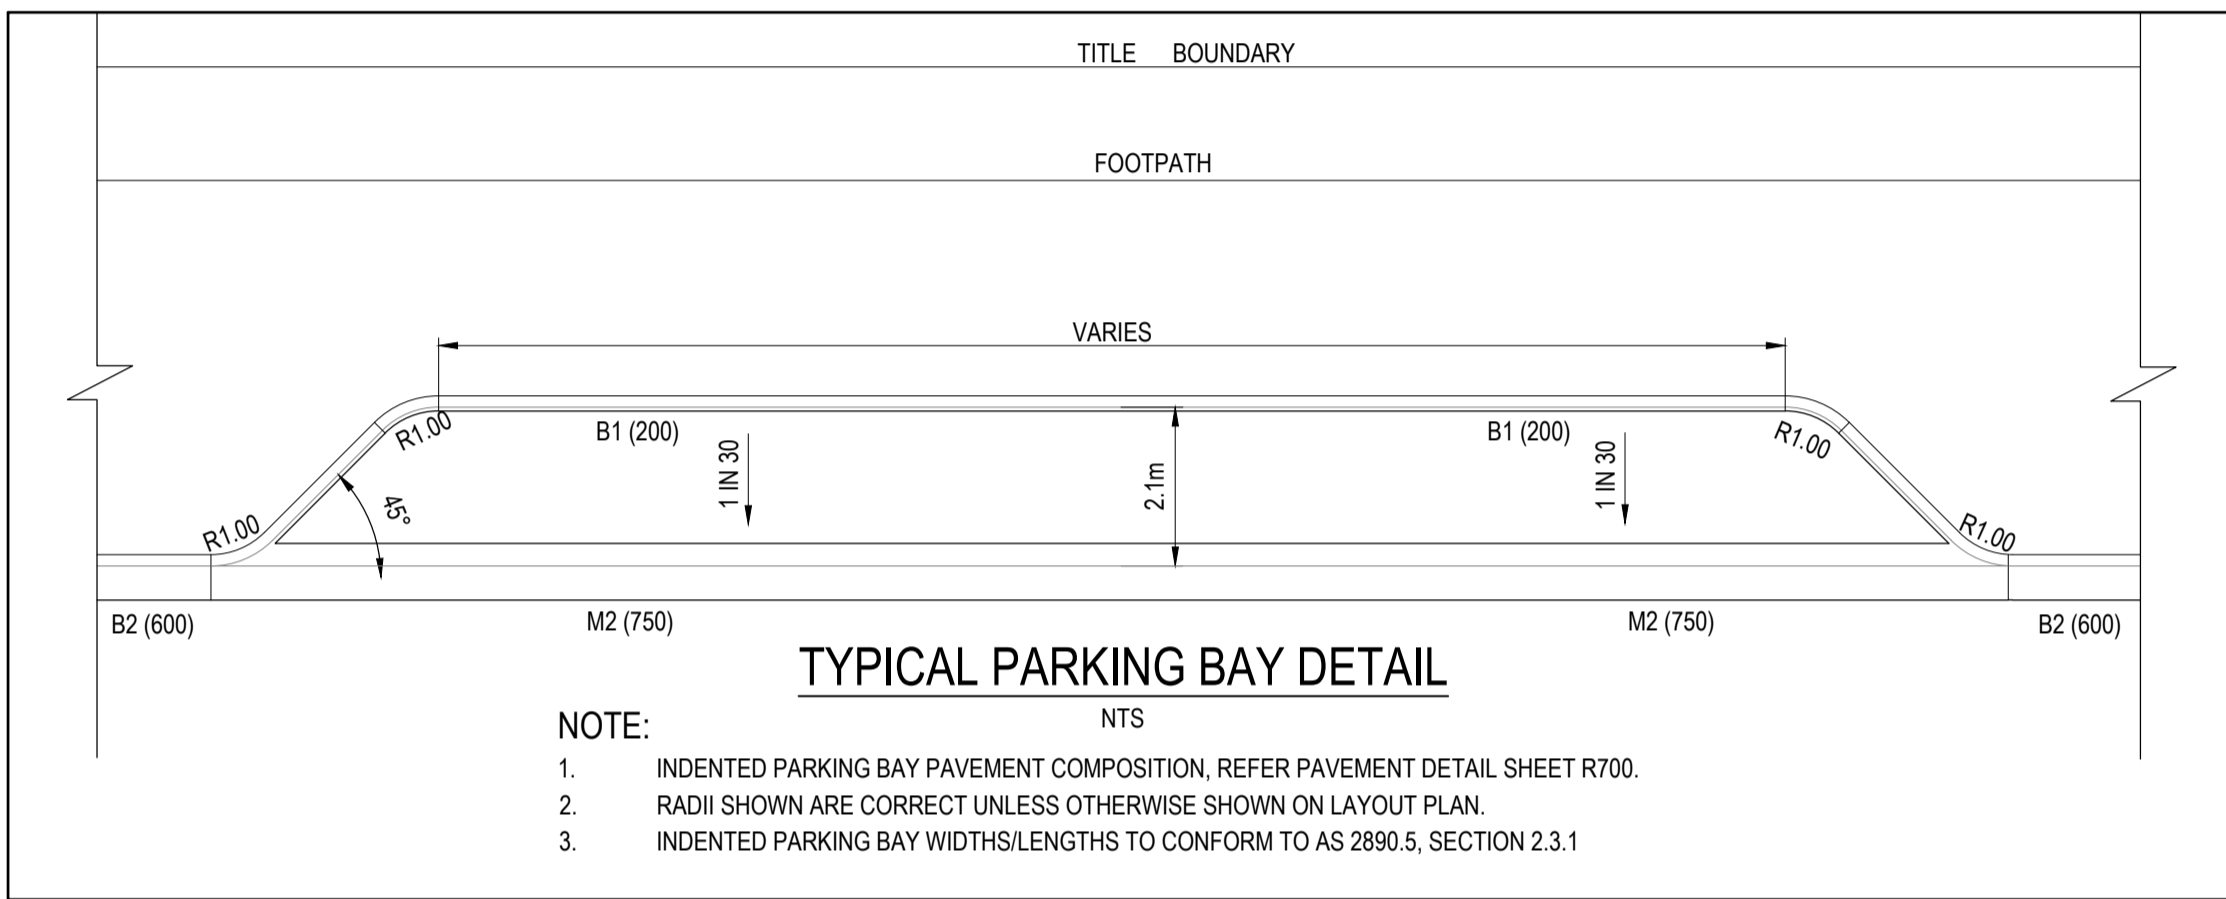 TITLE BOUNDARY
FOOTPATH
VARIES
R1.00
B1 (200)
B1 (200)
R1.00
1 IN 30
2.1m
1 IN 30
45°
R1.00
R1.00
B2 (600)
M2 (750)
M2 (750)
B2 (600)
TYPICAL PARKING BAY DETAIL
NTS
NOTE:
1. INDENTED PARKING BAY PAVEMENT COMPOSITION, REFER PAVEMENT DETAIL SHEET R700.
2. RADII SHOWN ARE CORRECT UNLESS OTHERWISE SHOWN ON LAYOUT PLAN.
3. INDENTED PARKING BAY WIDTHS/LENGTHS TO CONFORM TO AS 2890.5, SECTION 2.3.1